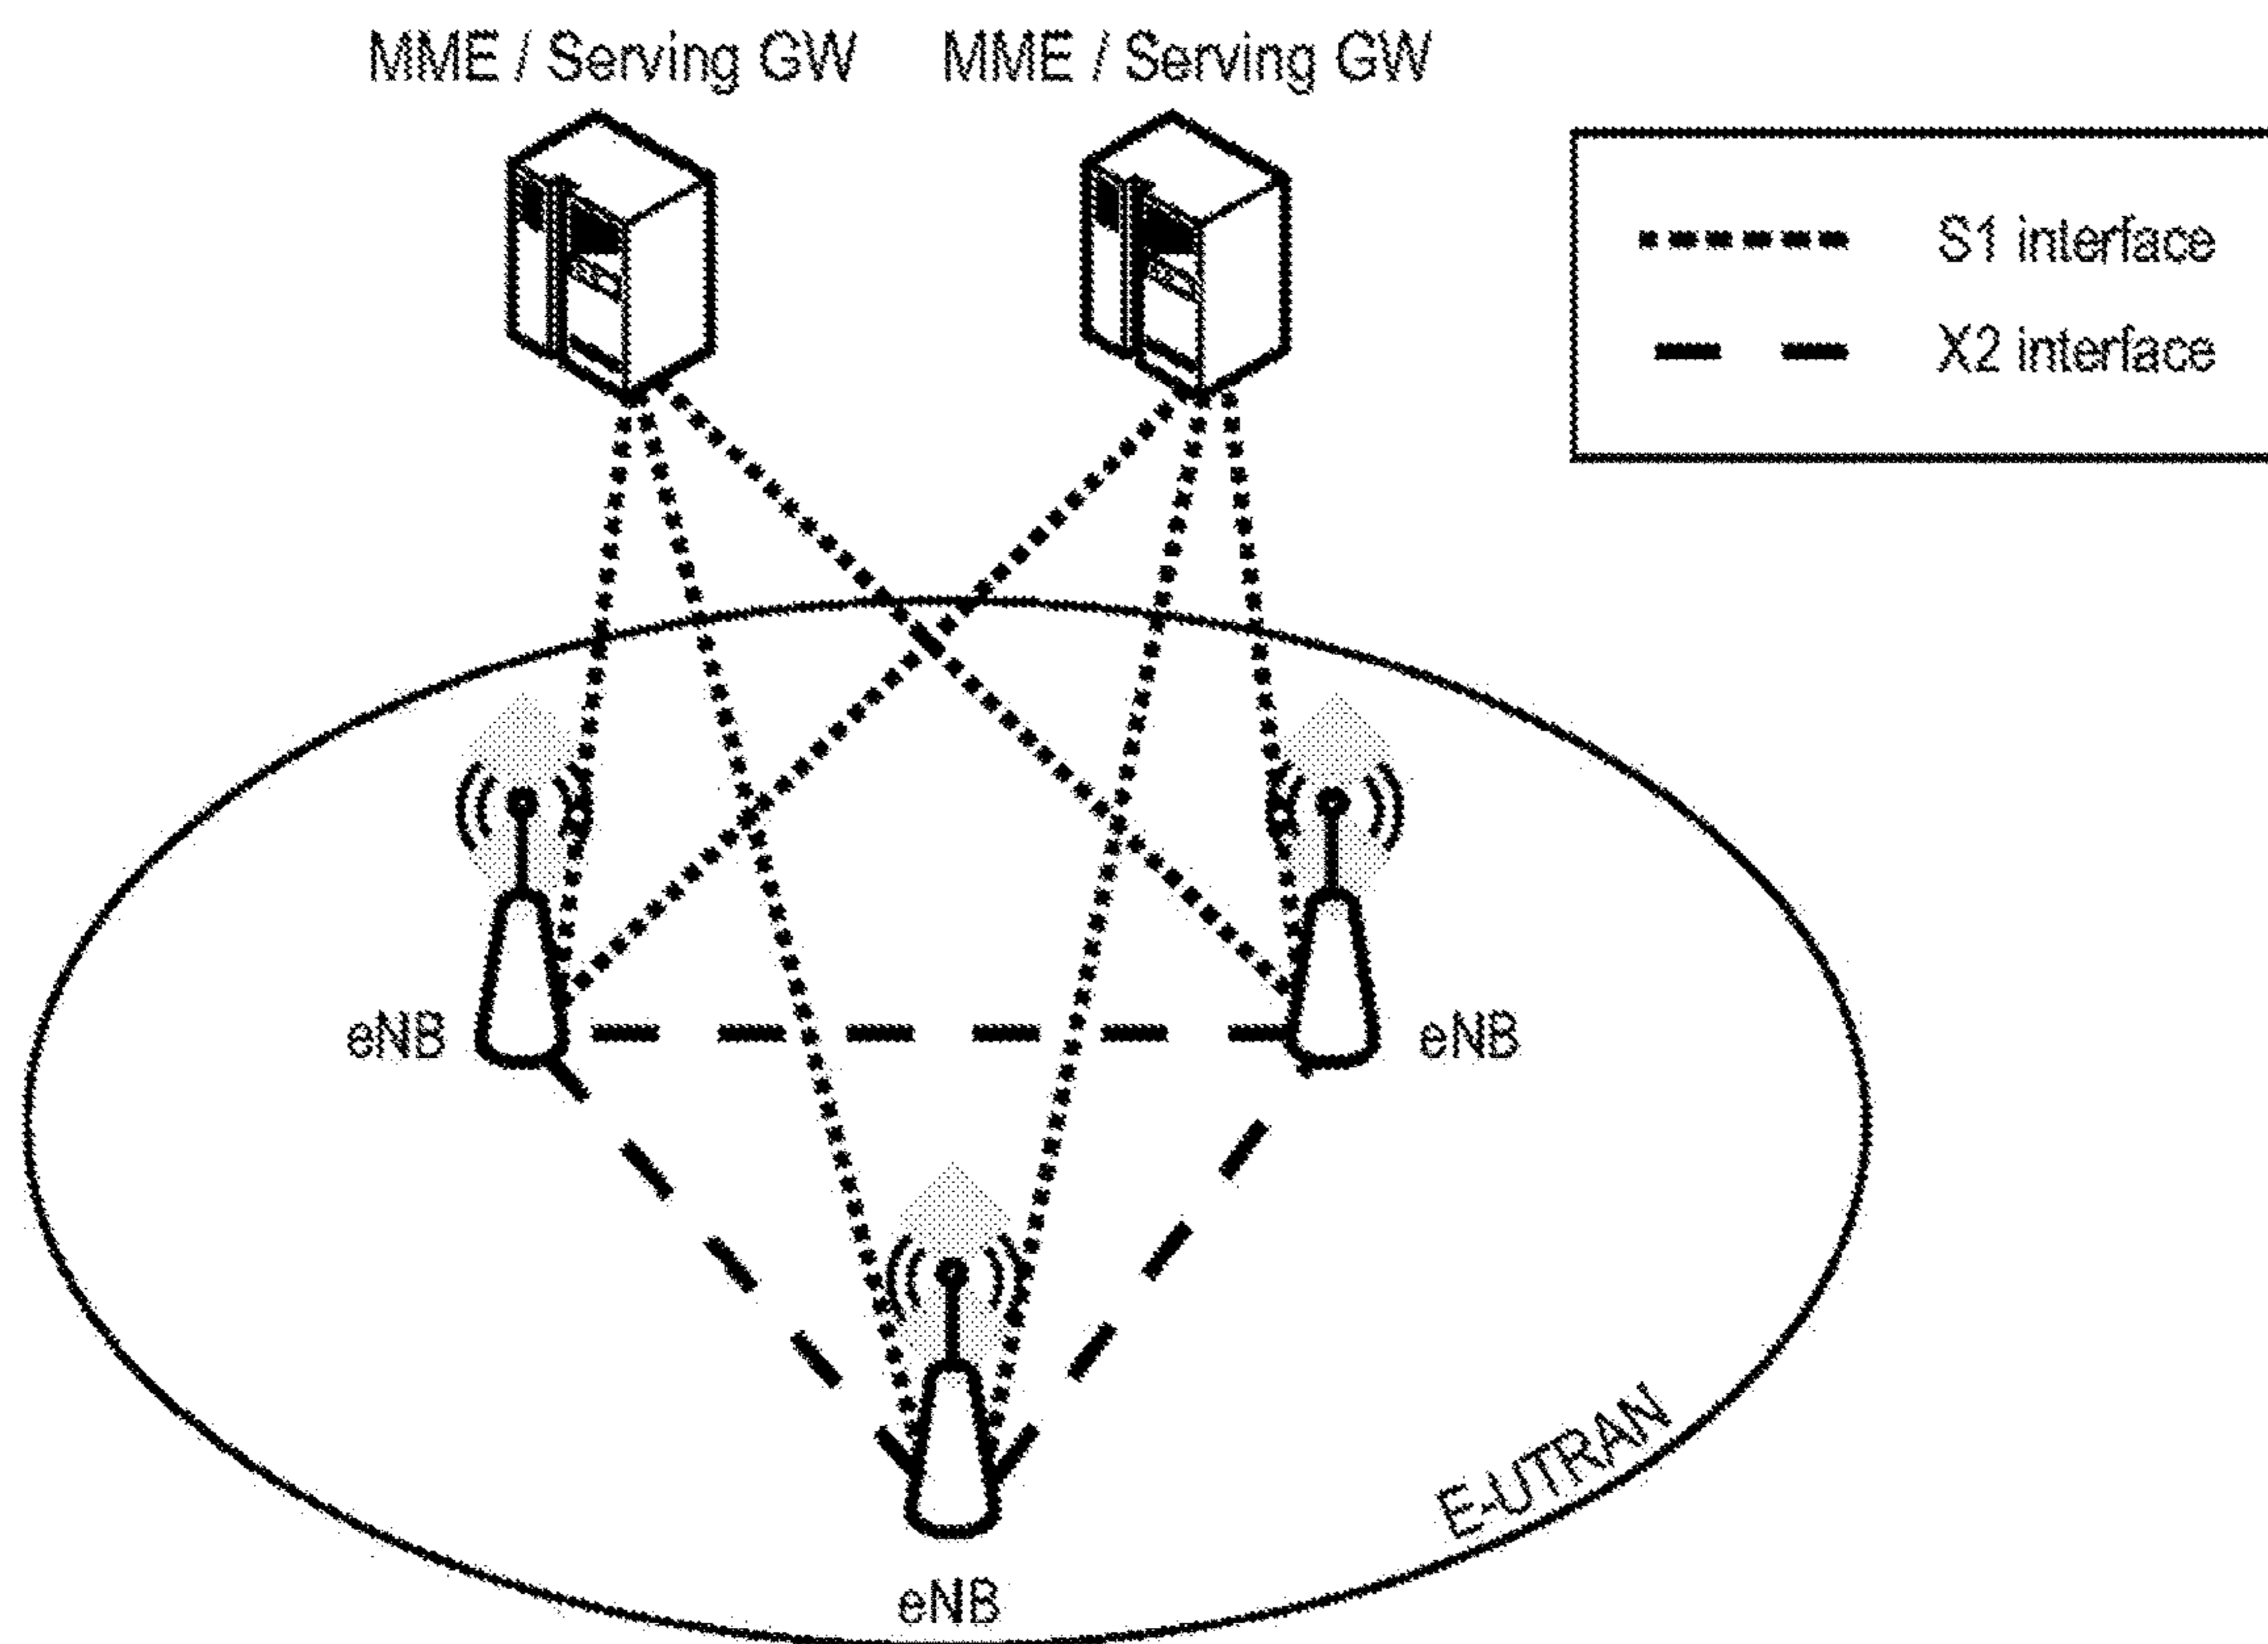 MME / Serving GW
MME / Serving GW
S1 interface
X2 interface
eNB
eNB
E-UTRAN
eNB